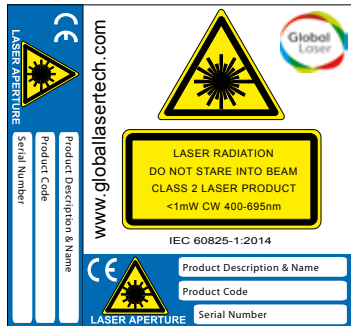 CE
LASER APERTURE
Product Description & Name
Product Code
Serial Number
www.globallasertech.com
Global
Laser
LASER RADIATION
DO NOT STARE INTO BEAM
CLASS 2 LASER PRODUCT
<1mW CW 400-695nm
IEC 60825-1:2014
CE
LASER APERTURE
Product Description & Name
Product Code
Serial Number